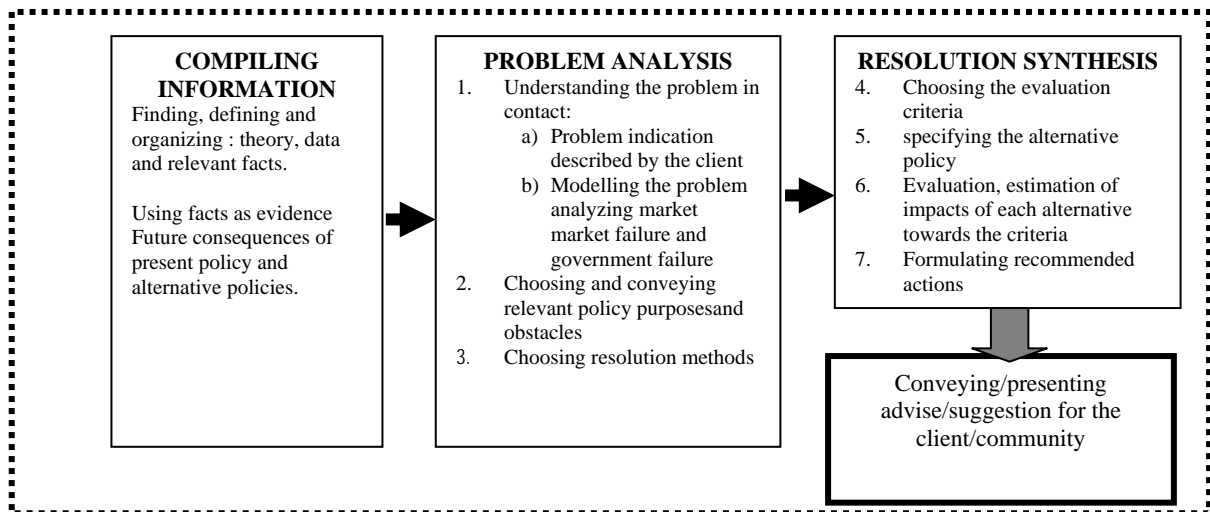 COMPILING
INFORMATION
Finding, defining and
organizing : theory, data
and relevant facts.
Using facts as evidence
Future consequences of
present policy and
alternative policies.
PROBLEM ANALYSIS
1. Understanding the problem in
contact:
a) Problem indication
described by the client
b) Modelling the problem
analyzing market
market failure and
government failure
2. Choosing and conveying
relevant policy purposesand
obstacles
3. Choosing resolution methods
RESOLUTION SYNTHESIS
4. Choosing the evaluation
criteria
5. specifying the alternative
policy
6. Evaluation, estimation of
impacts of each alternative
towards the criteria
7. Formulating recommended
actions
Conveying/presenting
advise/suggestion for the
client/community